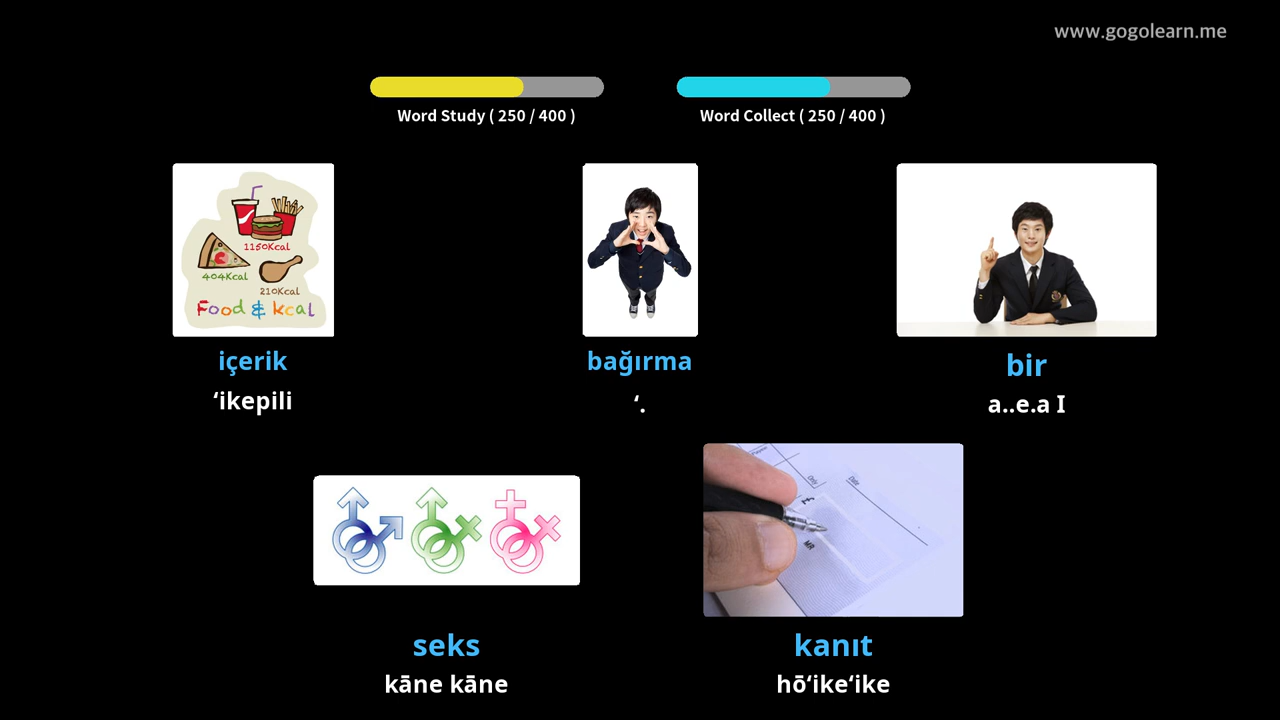 www.gogolearn.me
Word Study ( 250 / 400 )
Word Collect ( 250 / 400 )
1150Kcal
404Kcal
210Kcal
Food & kcal
içerik
ʻikepili
bağırma
ʻ.
bir
a..e.a I
seks
kāne kāne
MR
kanıt
hōʻikeʻike